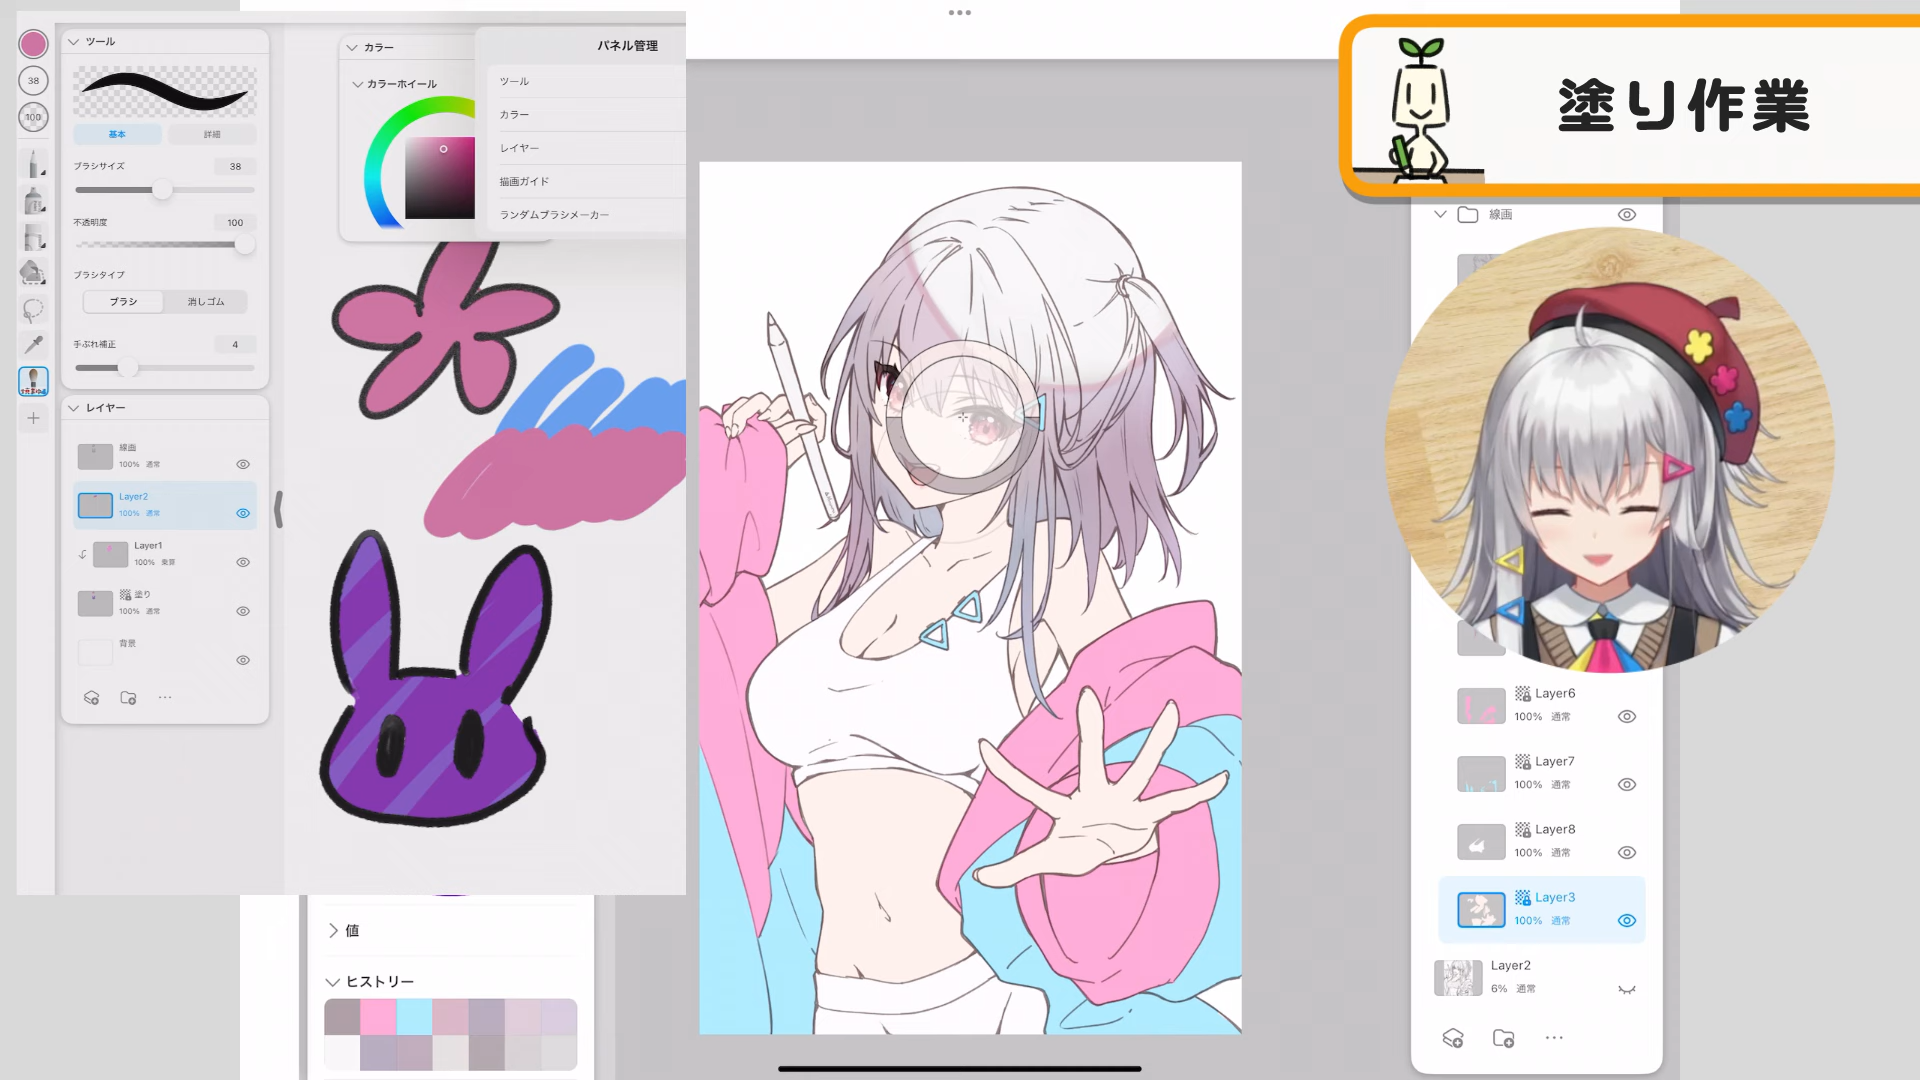 塗り作業
ツール
38
100
基本
詳細
ブラシサイズ
38
不透明度
100
ブラシタイプ
ブラシ
消しゴム
手ぶれ補正
4
レイヤー
線画
100% 通常
Layer2
100% 通常
Layer1
100% 乗算
塗り
100% 通常
背景
カラー
カラーホイール
パネル管理
ツール
カラー
レイヤー
描画ガイド
ランダムブラシメーカー
値
ヒストリー
線画
Layer6
100% 通常
Layer7
100% 通常
Layer8
100% 通常
Layer3
100% 通常
Layer2
6% 通常